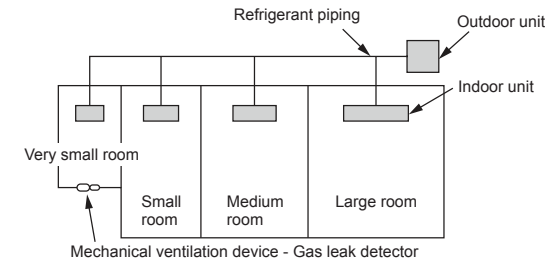 Refrigerant piping
Outdoor unit
Indoor unit
Very small room
Small
room
Medium
room
Large room
Mechanical ventilation device - Gas leak detector